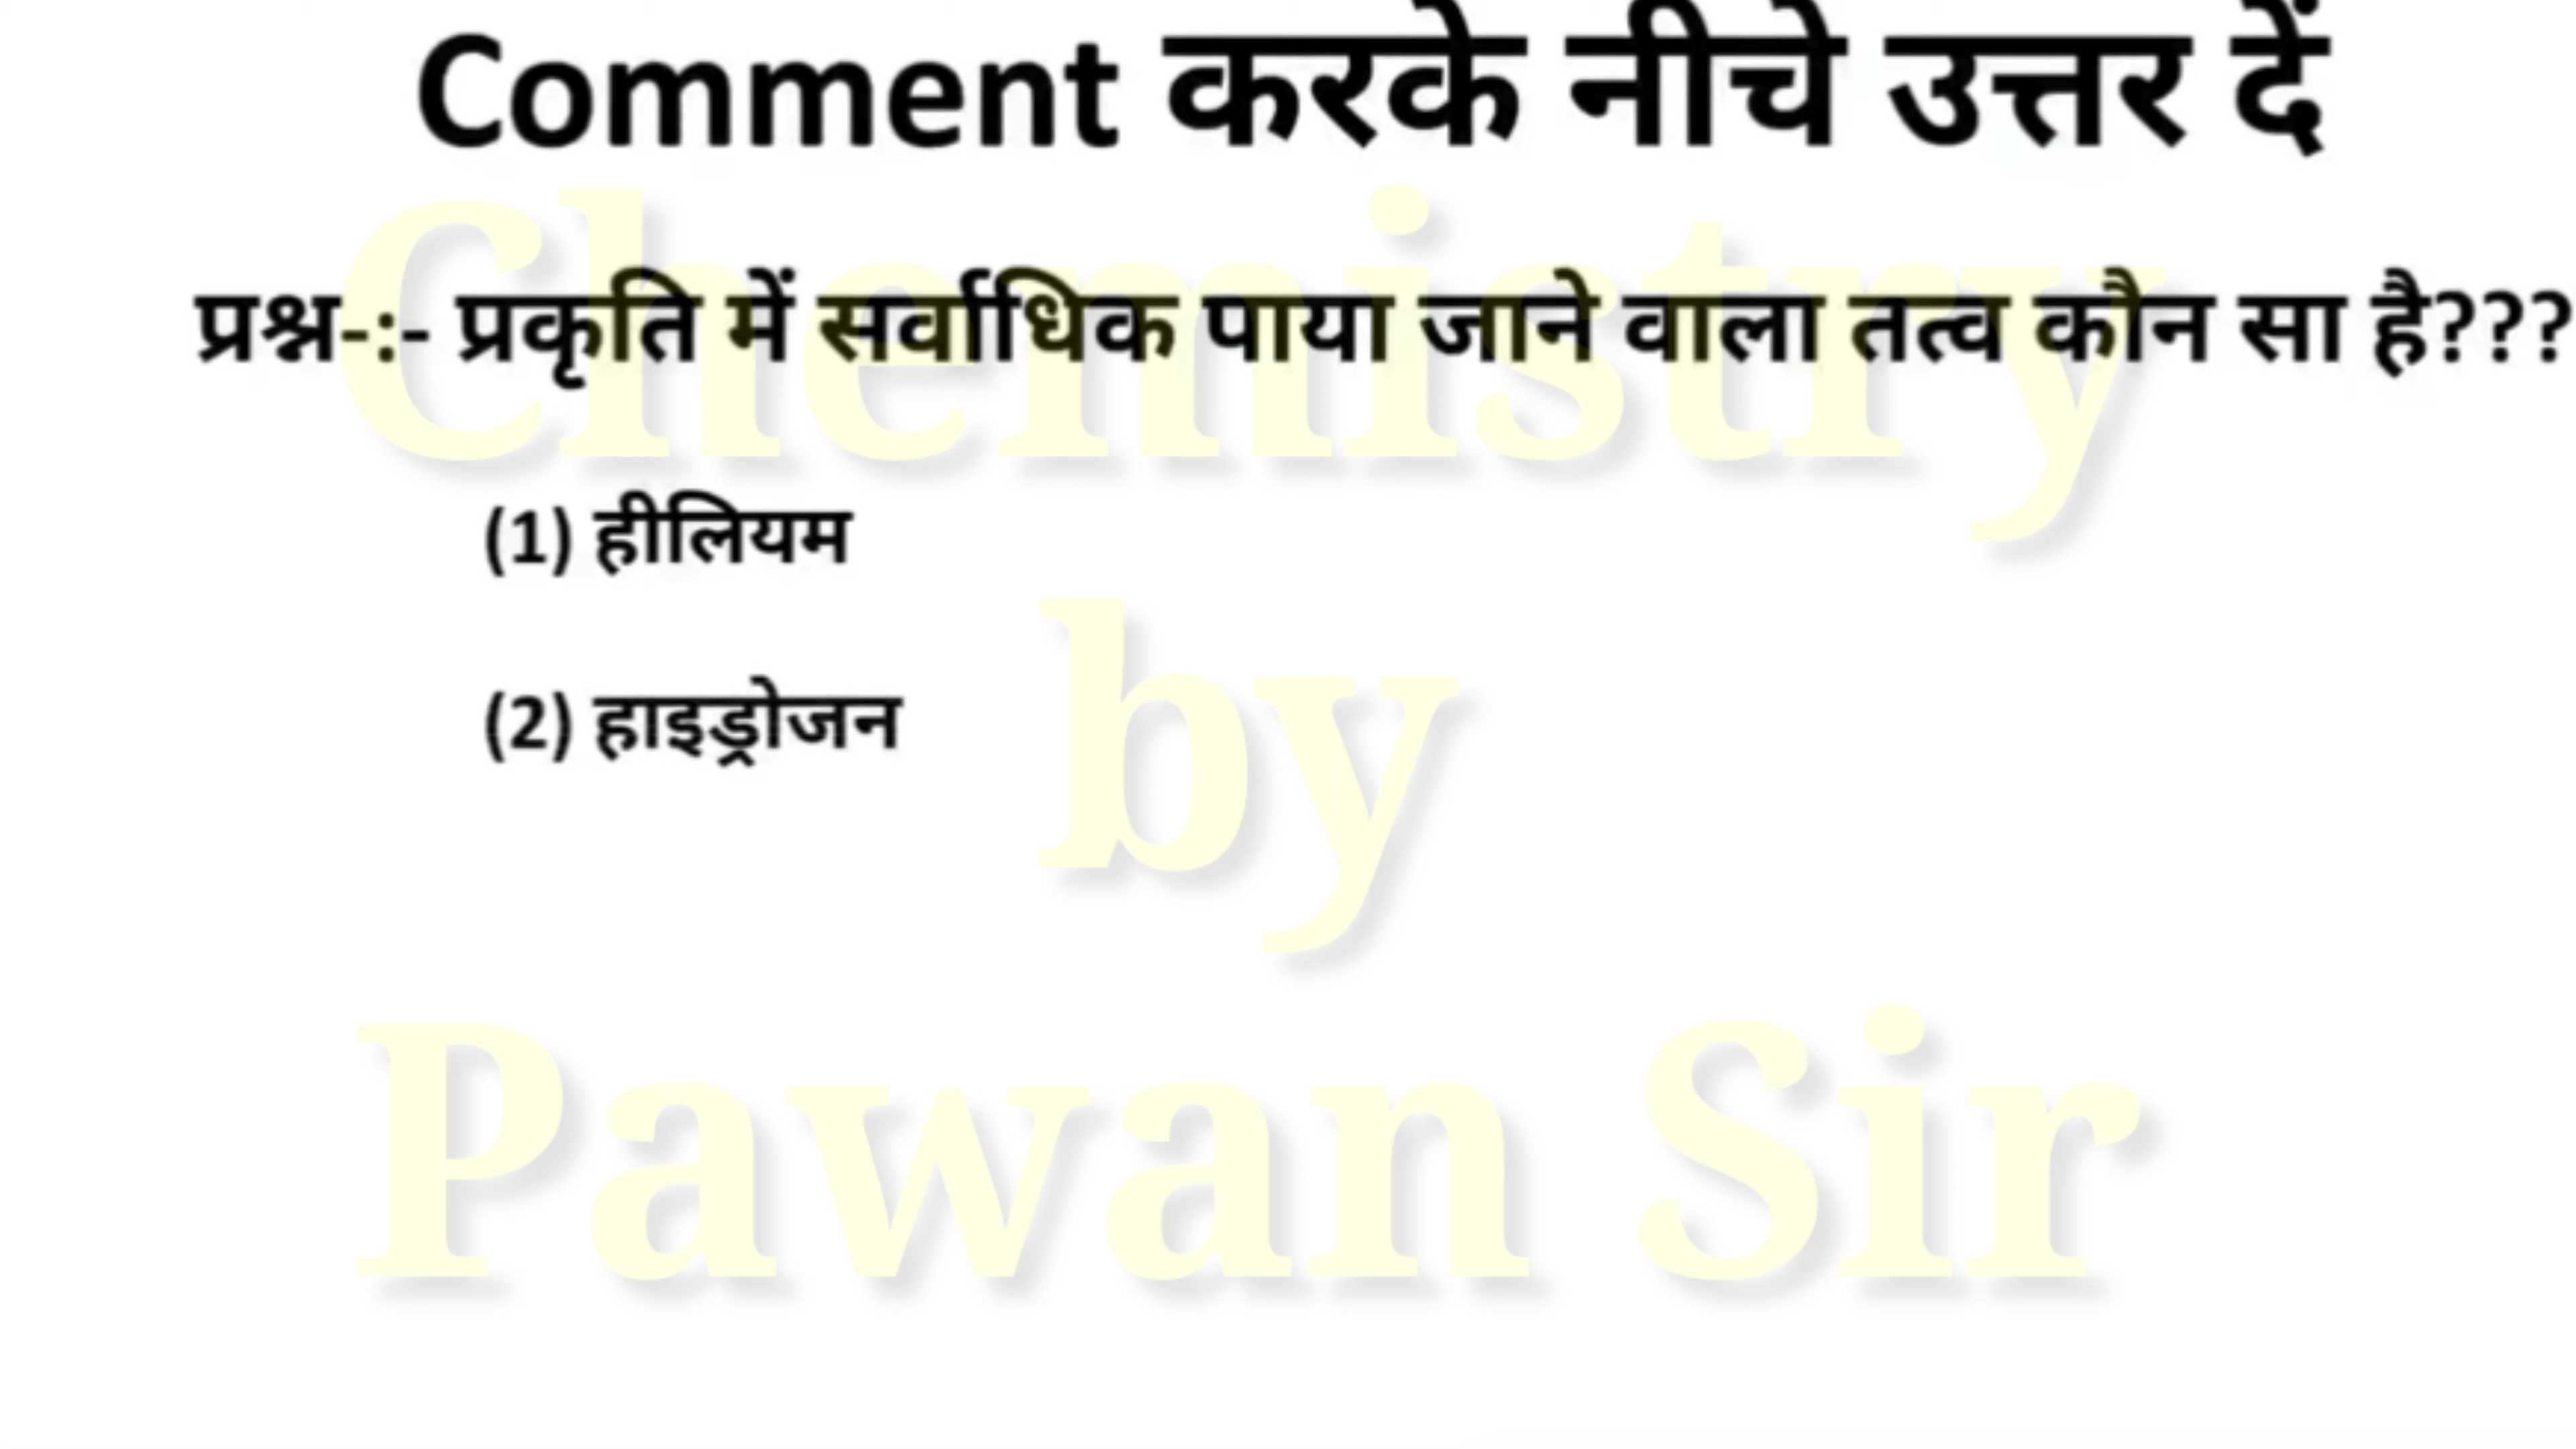 Comment करके नीचे उत्तर दें
प्रश्न-:- प्रकृति में सर्वाधिक पाया जाने वाला तत्व कौन सा है???
(1) हीलियम
(2) हाइड्रोजन
Chemistry
by
Pawan Sir